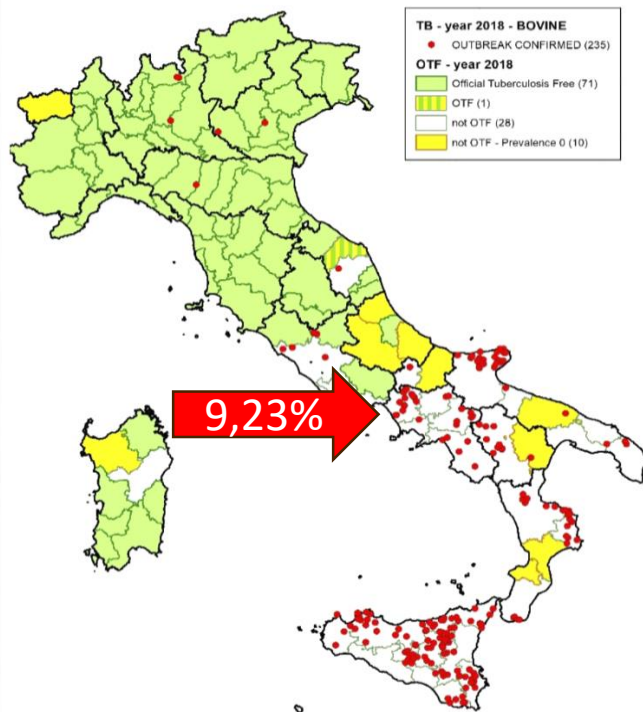 TB - year 2018 - BOVINE
OUTBREAK CONFIRMED (235)
OTF - year 2018
Official Tuberculosis Free (71)
OTF (1)
not OTF (28)
not OTF - Prevalence 0 (10)
9,23%